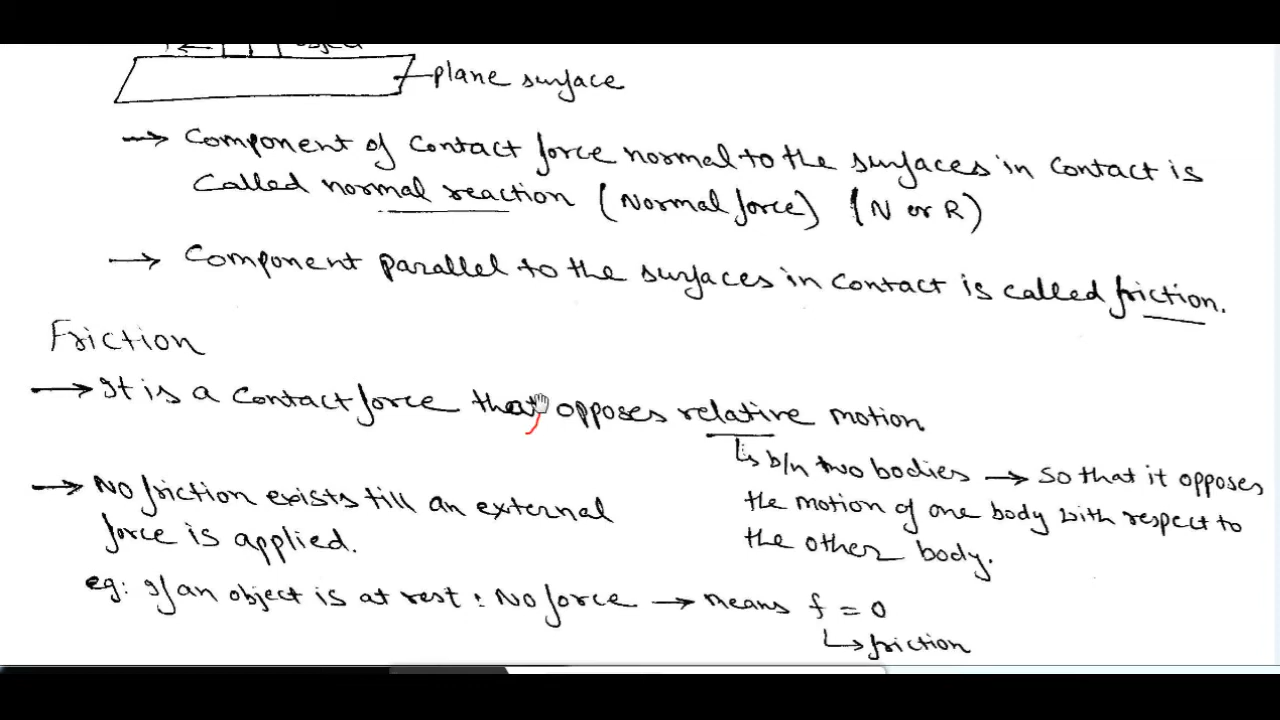 object
plane surface
→ Component of contact force normal to the surfaces in contact is
called normal reaction (Normal force) (N or R)
→ Component parallel to the surfaces in contact is called friction.
Friction
→ It is a contact force that opposes relative motion.
↳ b/n two bodies → so that it opposes
the motion of one body with respect to
the other body.
→ No friction exists till an external
force is applied.
eg: If an object is at rest : No force → means f = 0
↳ friction